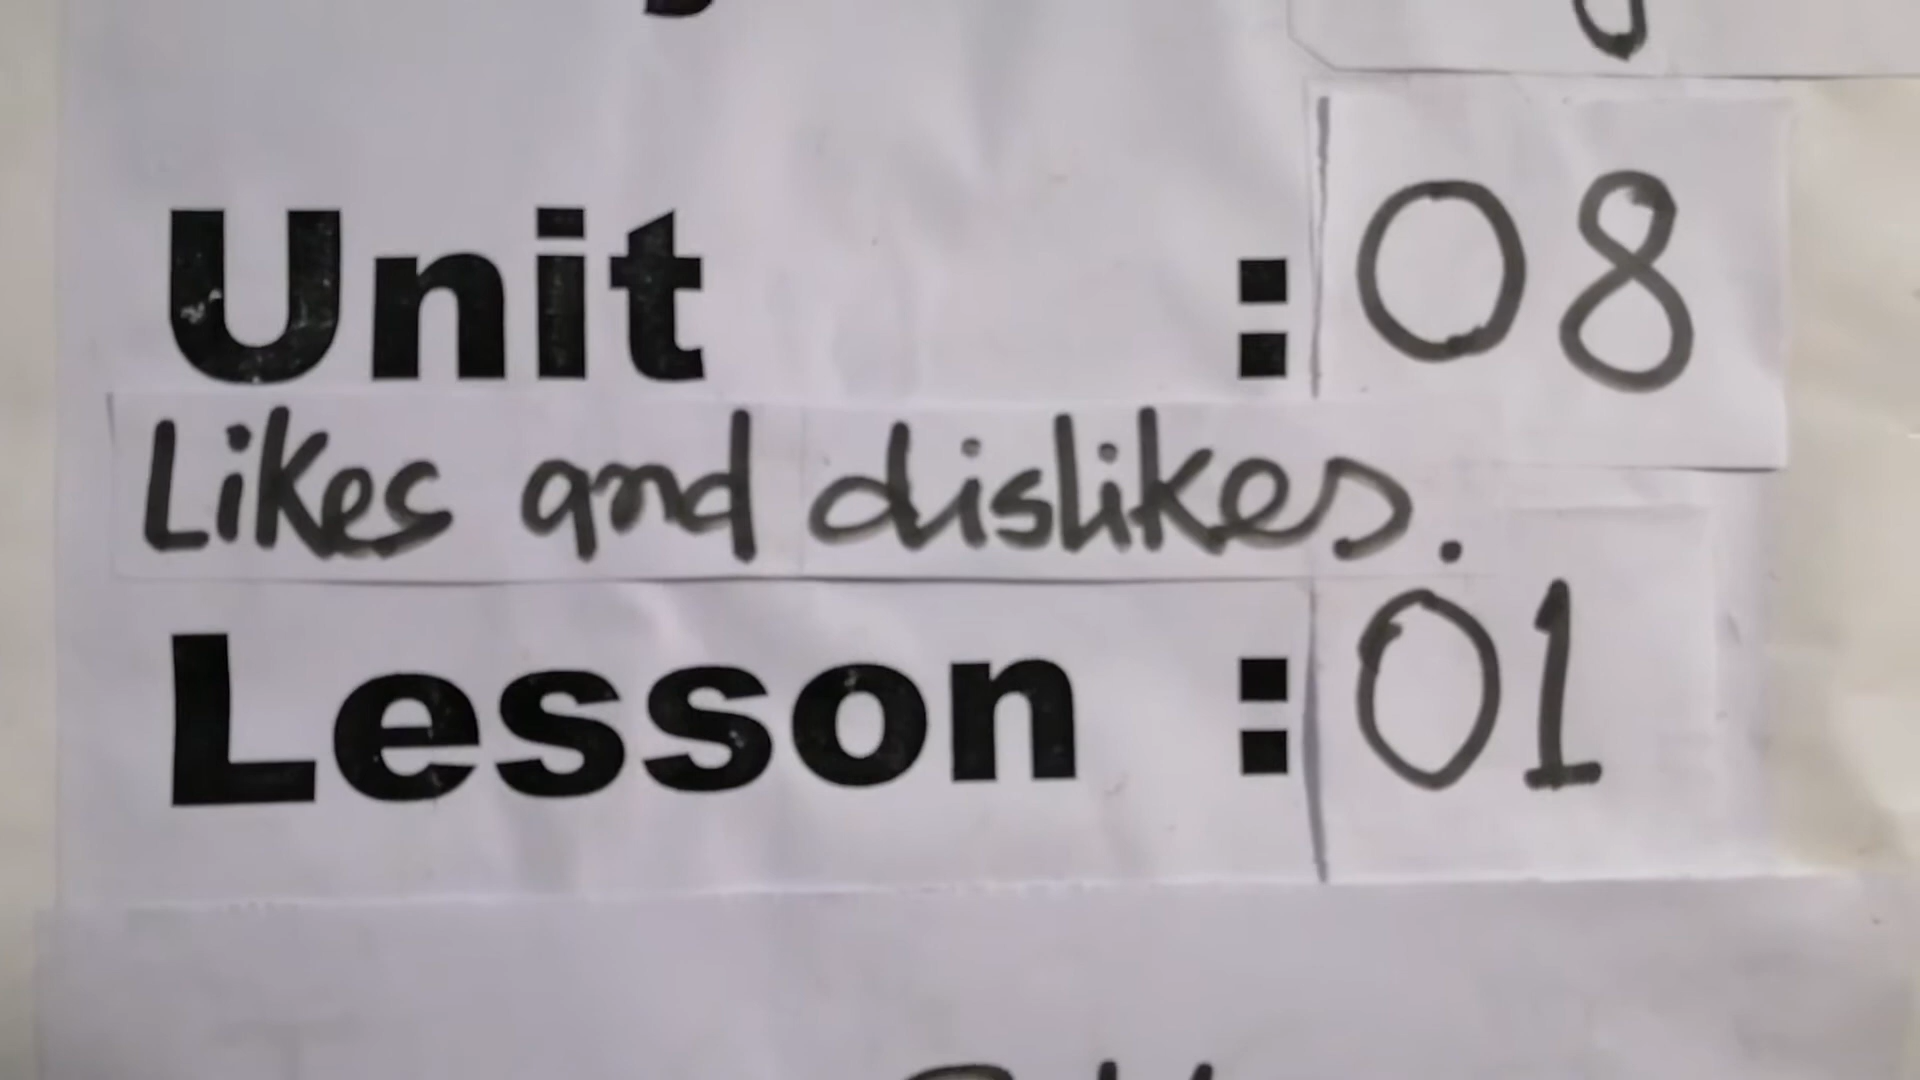 Unit : 08
Likes and dislikes.
Lesson : 01